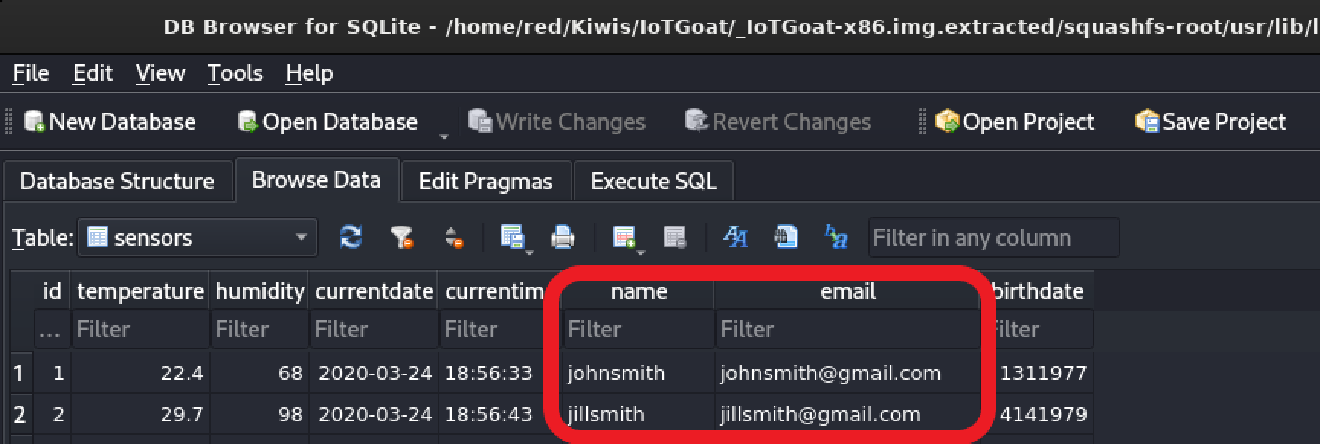 DB Browser for SQLite - /home/red/Kiwis/IoTGoat/_IoTGoat-x86.img.extracted/squashfs-root/usr/lib/l
File Edit View Tools Help
New Database Open Database Write Changes Revert Changes Open Project Save Project
Database Structure Browse Data Edit Pragmas Execute SQL
Table: sensors Filter in any column
id temperature humidity currentdate currentim name email birthdate
... Filter Filter Filter Filter Filter Filter Filter
1 1 22.4 68 2020-03-24 18:56:33 johnsmith johnsmith@gmail.com 1311977
2 2 29.7 98 2020-03-24 18:56:43 jillsmith jillsmith@gmail.com 4141979